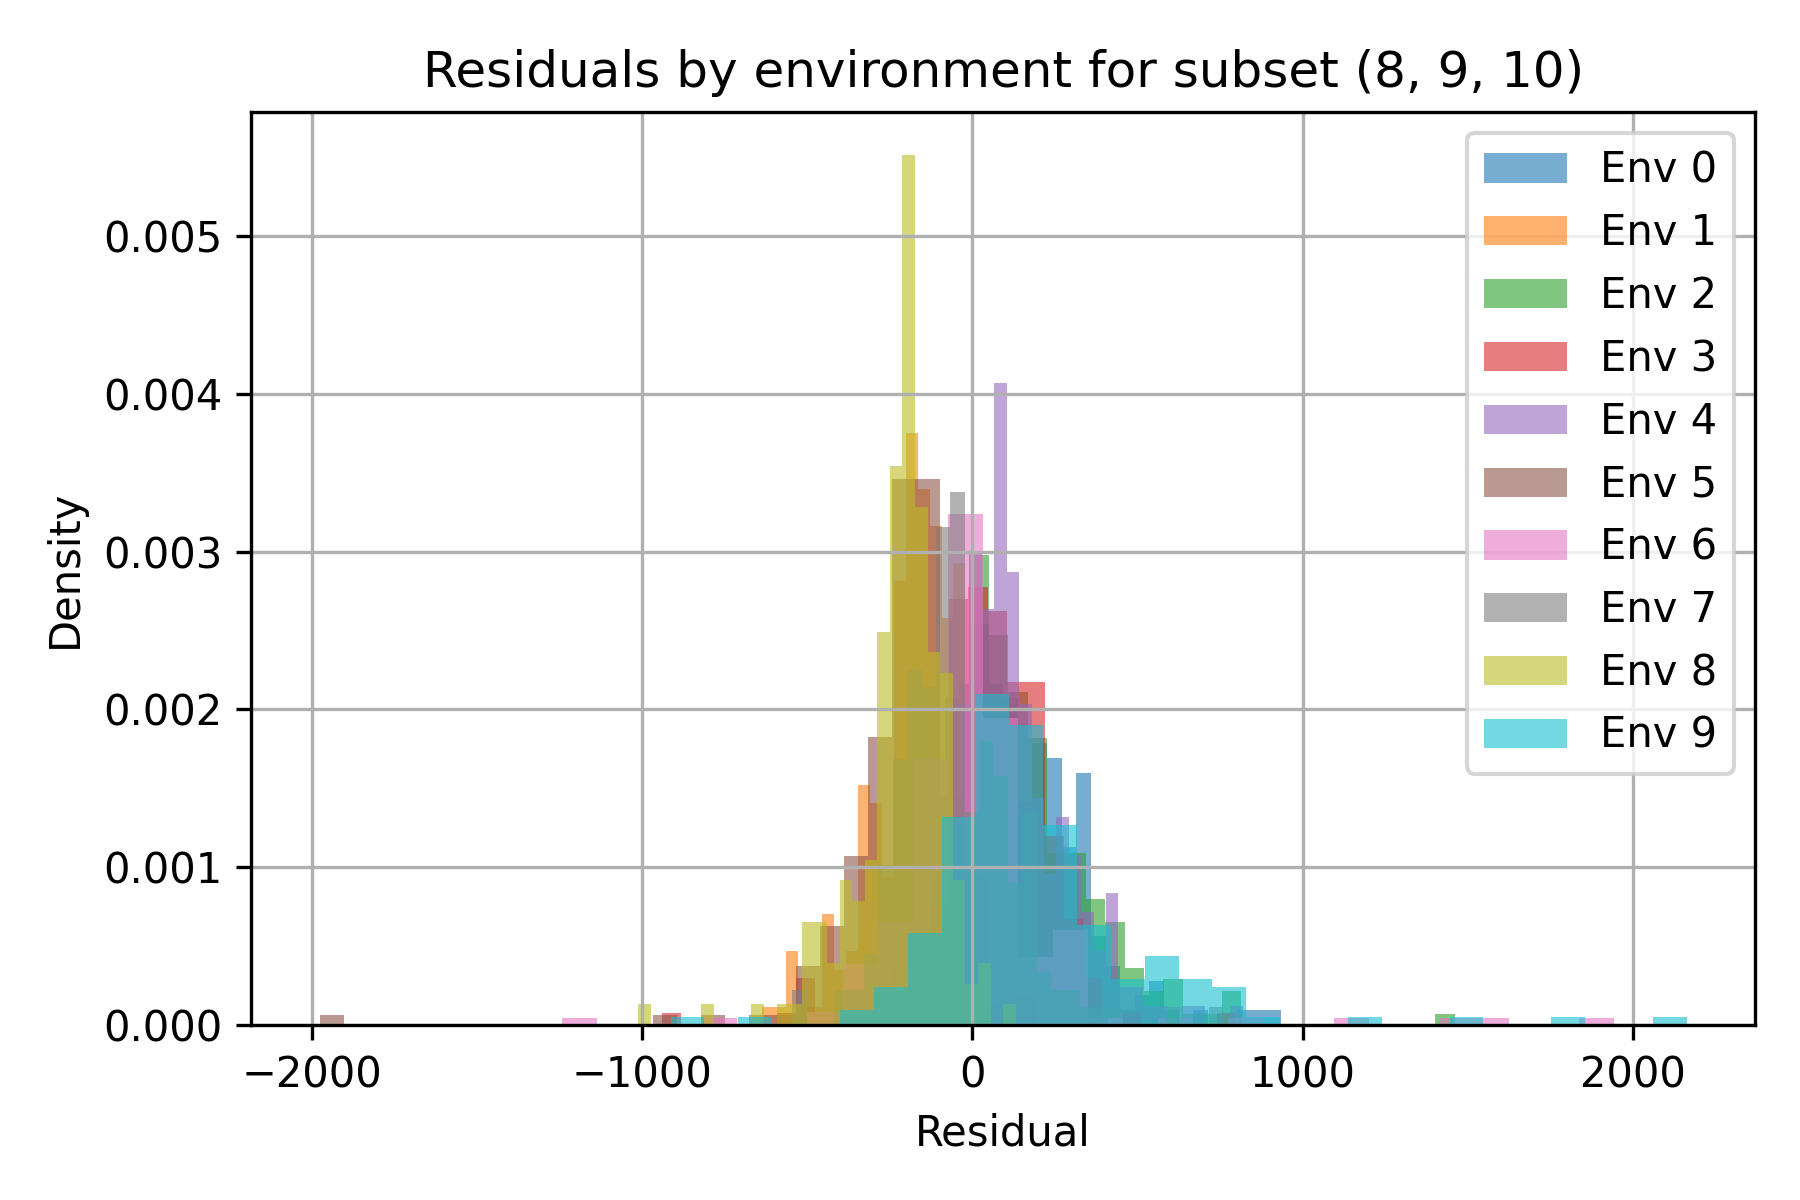 Residuals by environment for subset (8, 9, 10)
Density
0.005
0.004
0.003
0.002
0.001
0.000
−2000
−1000
0
1000
2000
Residual
Env 0
Env 1
Env 2
Env 3
Env 4
Env 5
Env 6
Env 7
Env 8
Env 9